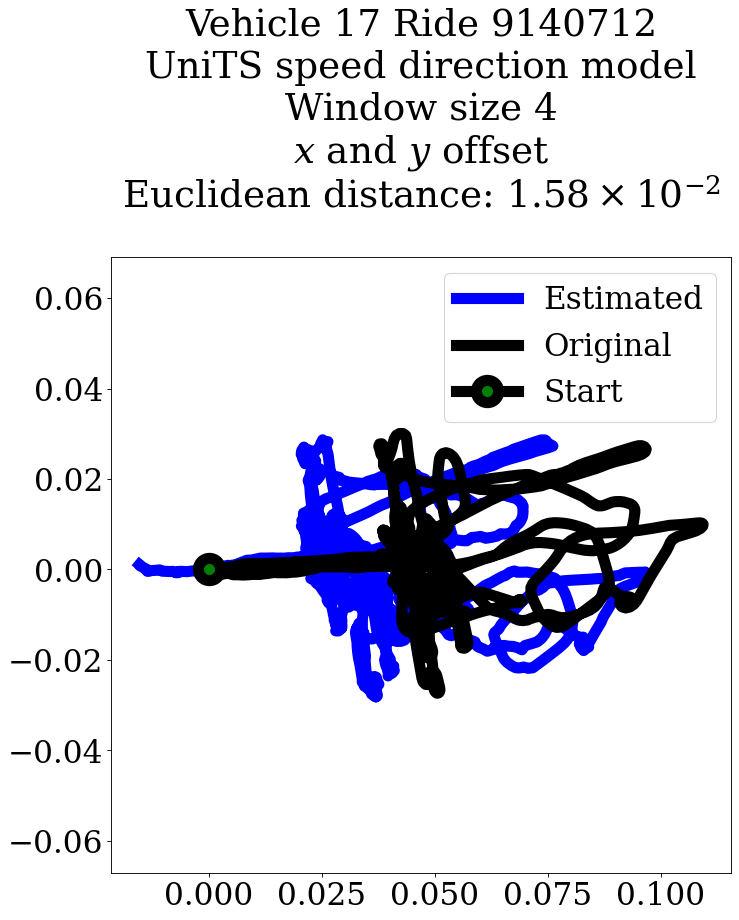 Vehicle 17 Ride 9140712
UniTS speed direction model
Window size 4
x and y offset
Euclidean distance: 1.58 × 10⁻²
Estimated
Original
Start
0.06
0.04
0.02
0.00
−0.02
−0.04
−0.06
0.000 0.025 0.050 0.075 0.100